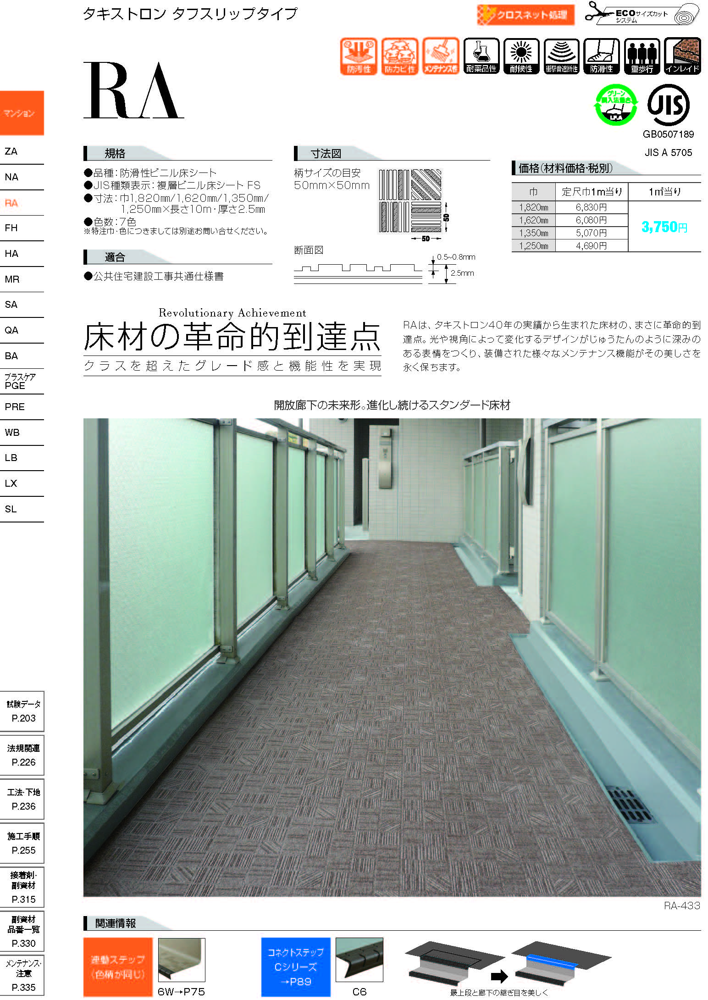 タキストロン タフスリップタイプ
クロスネット処理
ECOサイズカット
システム
RA
防汚性
防カビ性
メンテナンス性
耐薬品性
耐候性
衝撃音遮断性
防滑性
重歩行
インレイド
グリーン
JIS
GB0507189
JIS A 5705
マンション
ZA
NA
RA
FH
HA
MR
SA
QA
BA
プラスケア
PGE
PRE
WB
LB
LX
SL
規格
●品種：防滑性ビニル床シート
●JIS種類表示：複層ビニル床シート FS
●寸法：巾1,820㎜/1,620㎜/1,350㎜/
1,250㎜×長さ10m・厚さ2.5㎜
●色数：7色
※特注巾・色につきましては別途お問い合せください。
適合
●公共住宅建設工事共通仕様書
寸法図
柄サイズの目安
50mm×50mm
50
50
断面図
0.5~0.8mm
2.5mm
価格（材料価格・税別）
巾 定尺巾1m当り 1㎡当り
1,820㎜ 6,830円
1,620㎜ 6,080円
1,350㎜ 5,070円
1,250㎜ 4,690円
3,750円
Revolutionary Achievement
床材の革命的到達点
クラスを超えたグレード感と機能性を実現
RAは、タキストロン40年の実績から生まれた床材の、まさに革命的到
達点。光や視角によって変化するデザインがじゅうたんのように深みの
ある表情をつくり、装備された様々なメンテナンス機能がその美しさを
永く保ちます。
開放廊下の未来形。進化し続けるスタンダード床材
RA-433
試験データ
P.203
法規関連
P.226
工法・下地
P.236
施工手順
P.255
接着剤・
副資材
P.315
副資材
品番一覧
P.330
メンテナンス・
注意
P.335
関連情報
連動ステップ
（色柄が同じ）
6W→P75
コネクトステップ
Cシリーズ
→P89
C6
最上段と廊下の継ぎ目を美しく